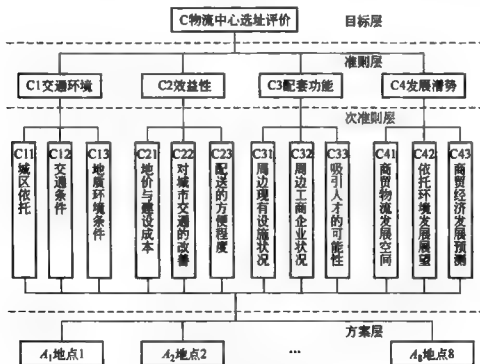 C物流中心选址评价
目标层
准则层
C1交通环境
C2效益性
C3配套功能
C4发展潜势
次准则层
C11城区依托
C12交通条件
C13地质环境条件
C21地价与建设成本
C22对城市交通的改善
C23配送的方便程度
C31周边现有设施状况
C32周边工商企业状况
C33吸引人才的可能性
C41商贸物流发展空间
C42依托环境发展展望
C43商贸经济发展预测
方案层
A₁地点1
A₂地点2
…
A₈地点8